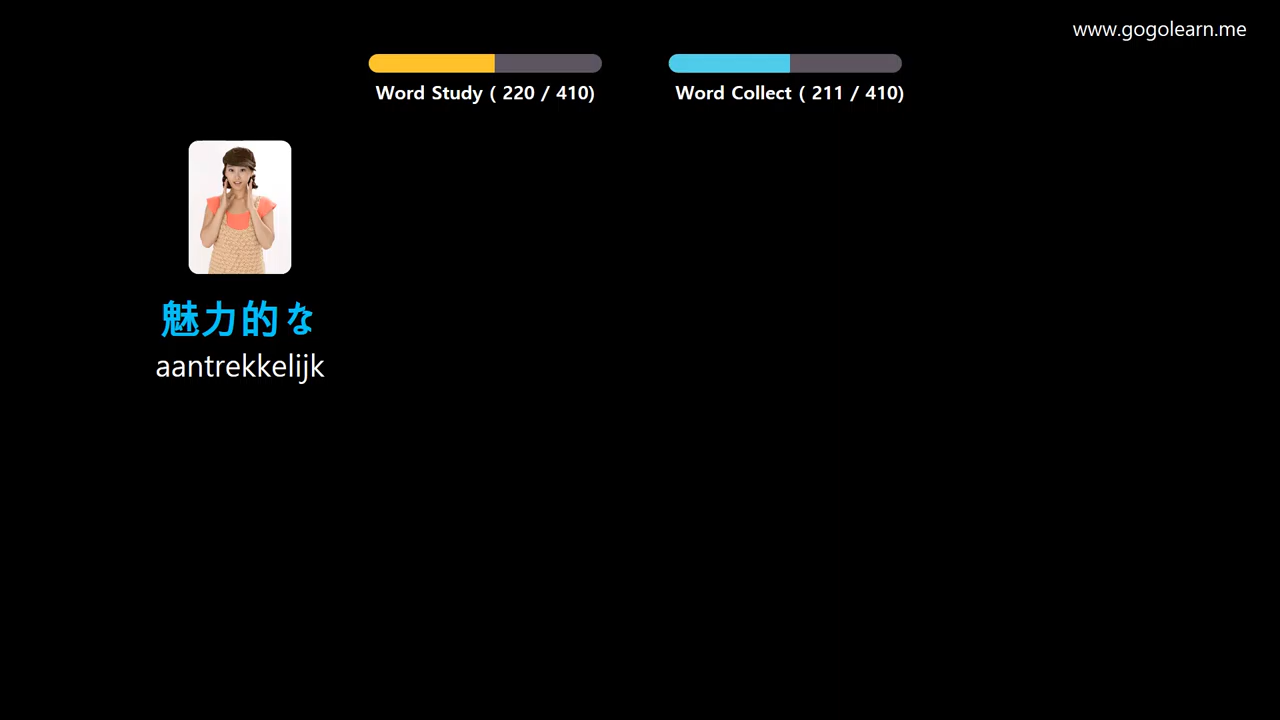 www.gogolearn.me
Word Study ( 220 / 410)
Word Collect ( 211 / 410)
魅力的な
aantrekkelijk